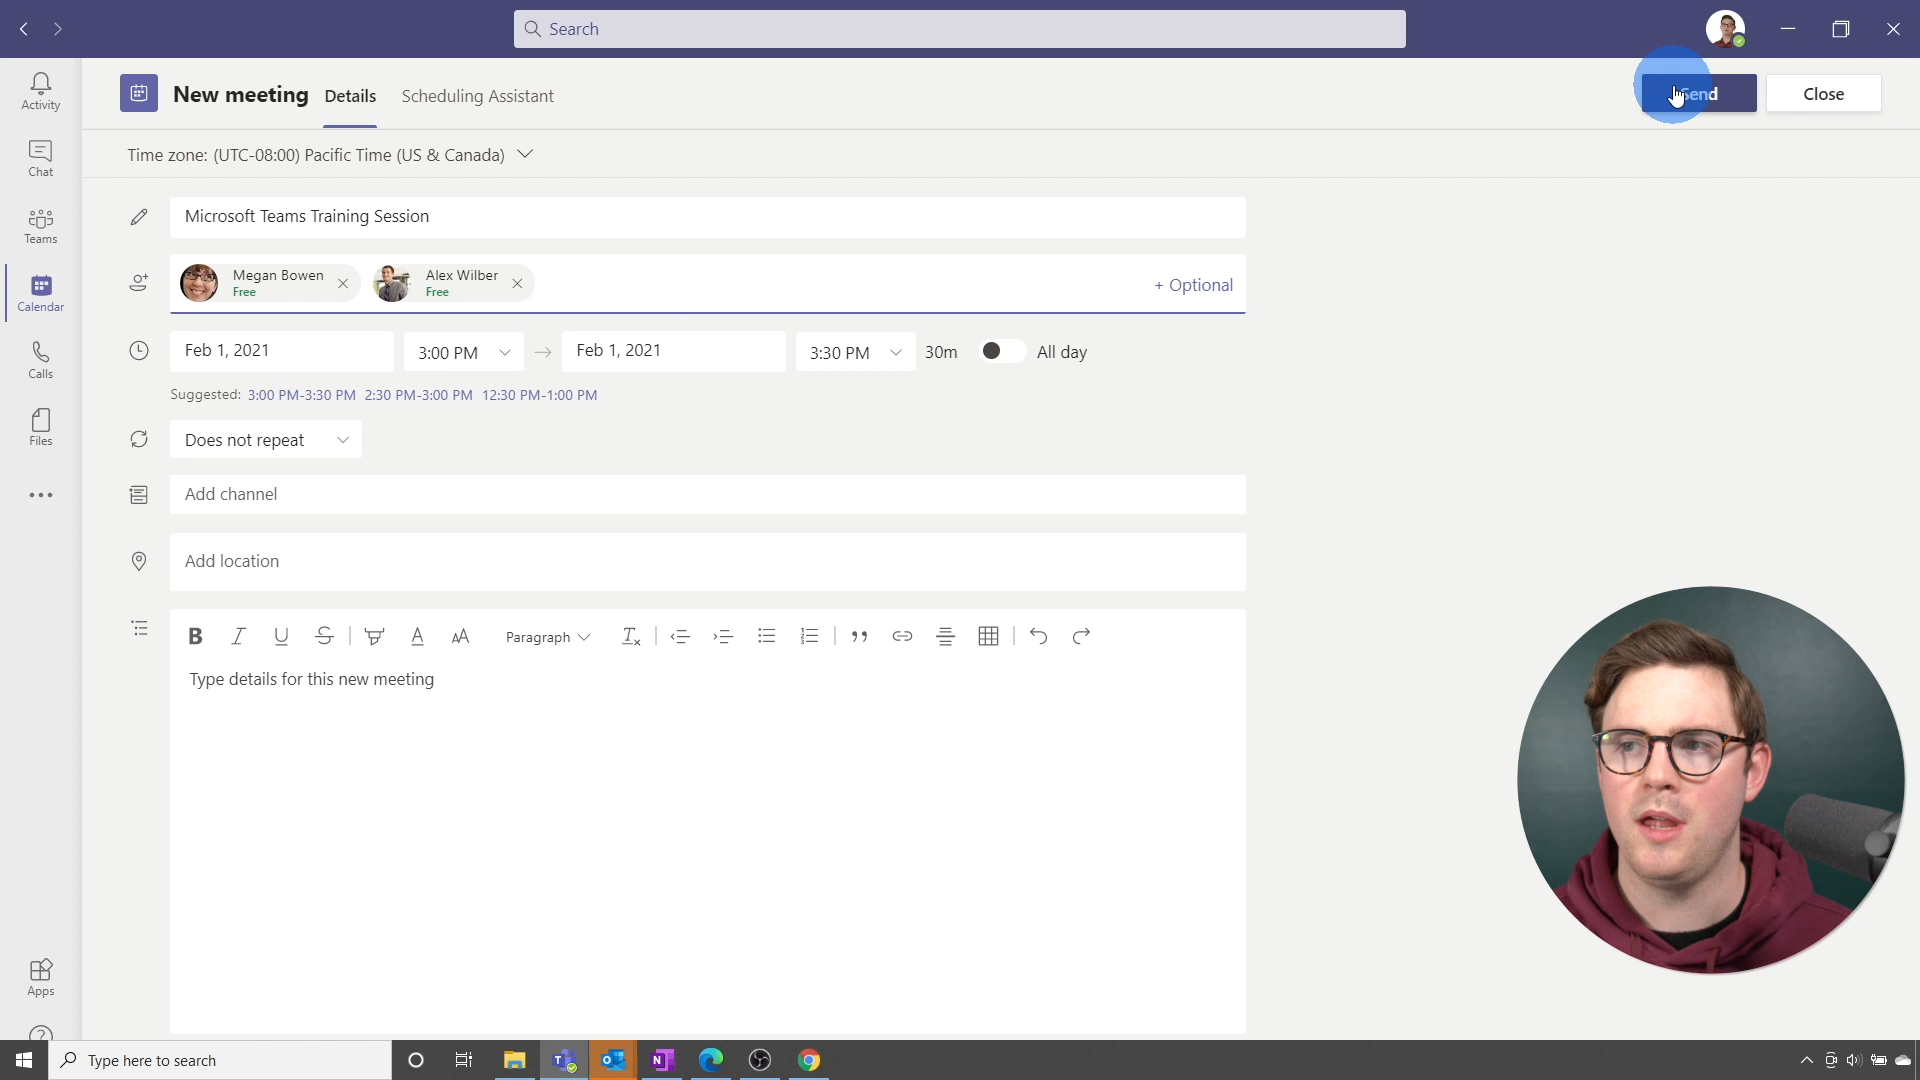 Search
Activity
Chat
Teams
Calendar
Calls
Files
Apps
New meeting
Details
Scheduling Assistant
Send
Close
Time zone: (UTC-08:00) Pacific Time (US & Canada)
Microsoft Teams Training Session
Megan Bowen
Free
Alex Wilber
Free
+ Optional
Feb 1, 2021
3:00 PM
Feb 1, 2021
3:30 PM
30m
All day
Suggested: 3:00 PM-3:30 PM 2:30 PM-3:00 PM 12:30 PM-1:00 PM
Does not repeat
Add channel
Add location
Paragraph
Type details for this new meeting
Type here to search